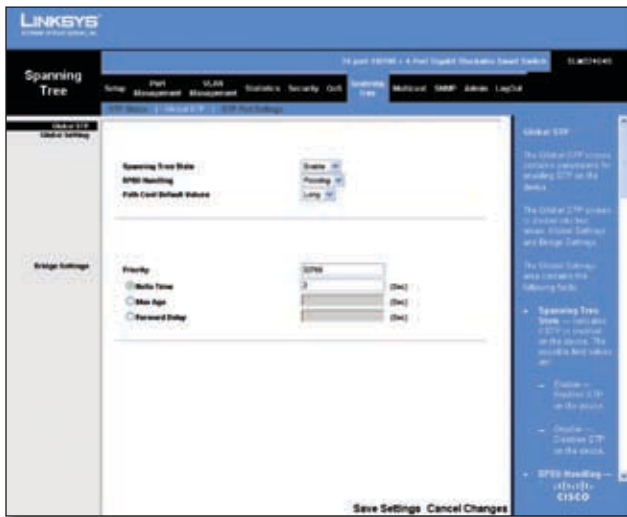 LINKSYS
24-port 10/100 + 4-Port Gigabit Stackable Smart Switch
Spanning Tree
Setup Port Management VLAN Management Statistics Security QoS Spanning Tree Multicast SNMP Admin LogOut
STP Status Global STP STP Port Settings
Global STP
Global Setting
Spanning Tree State Enable
BPDU Handling Flooding
Path Cost Default Values Long
Bridge Settings
Priority 32768
Hello Time 2 (Sec)
Max Age (Sec)
Forward Delay (Sec)
Global STP
The Global STP screen
contains parameters for
enabling STP on the
device.
The Global STP screen
is divided into two
areas, Global Settings
and Bridge Settings.
The Global Settings
area contains the
following fields:
Spanning Tree
State — Indicates
if STP is enabled
on the device. The
possible field values
are:
– Enable —
Enables STP
on the device.
– Disable —
Disables STP
on the device.
BPDU Handling —
CISCO
Save Settings Cancel Changes